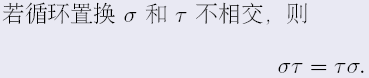 若循环置换 σ 和 τ 不相交，则
στ = τσ.